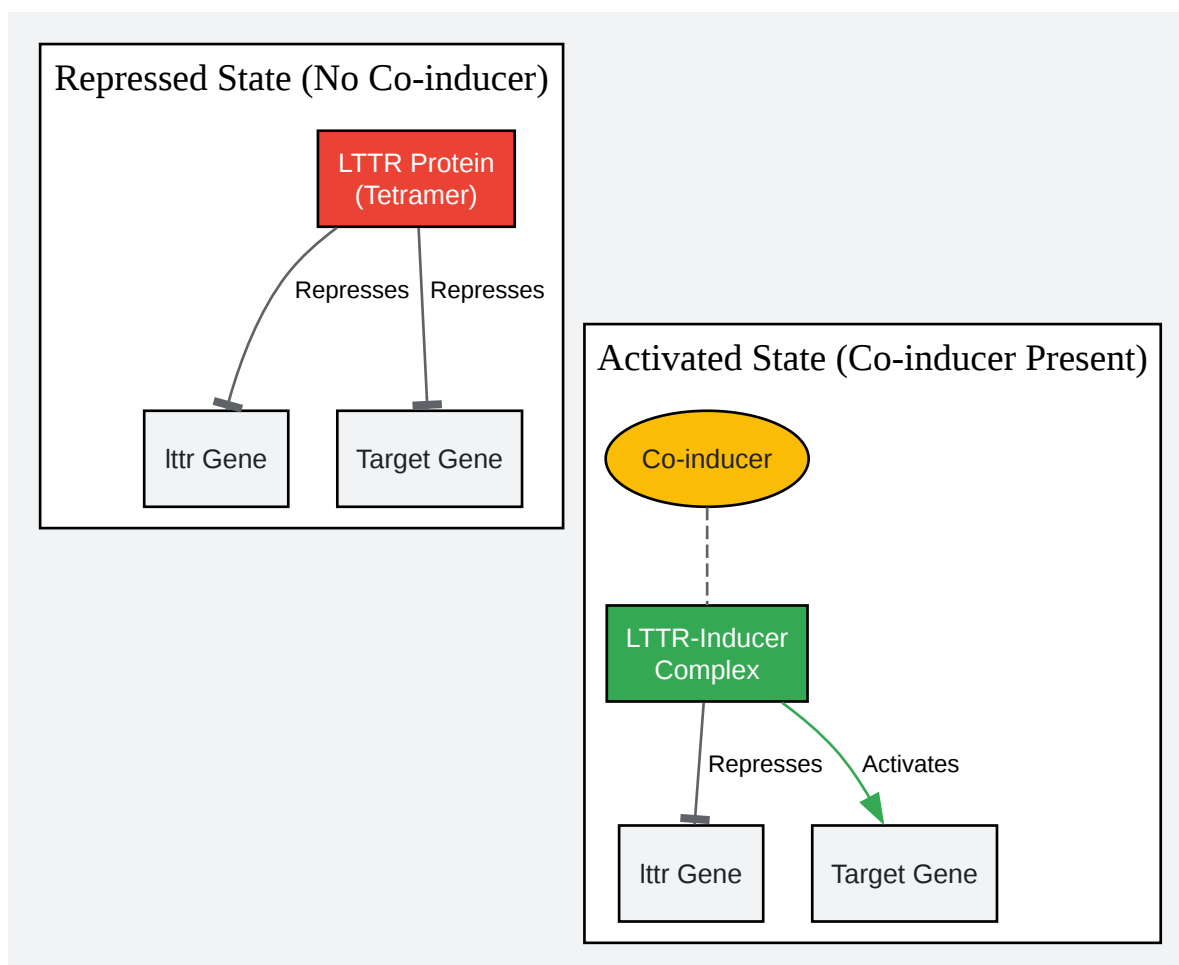 Repressed State (No Co-inducer)
LTTR Protein
(Tetramer)
Represses
Represses
lttr Gene
Target Gene
Activated State (Co-inducer Present)
Co-inducer
LTTR-Inducer
Complex
Represses
Activates
lttr Gene
Target Gene